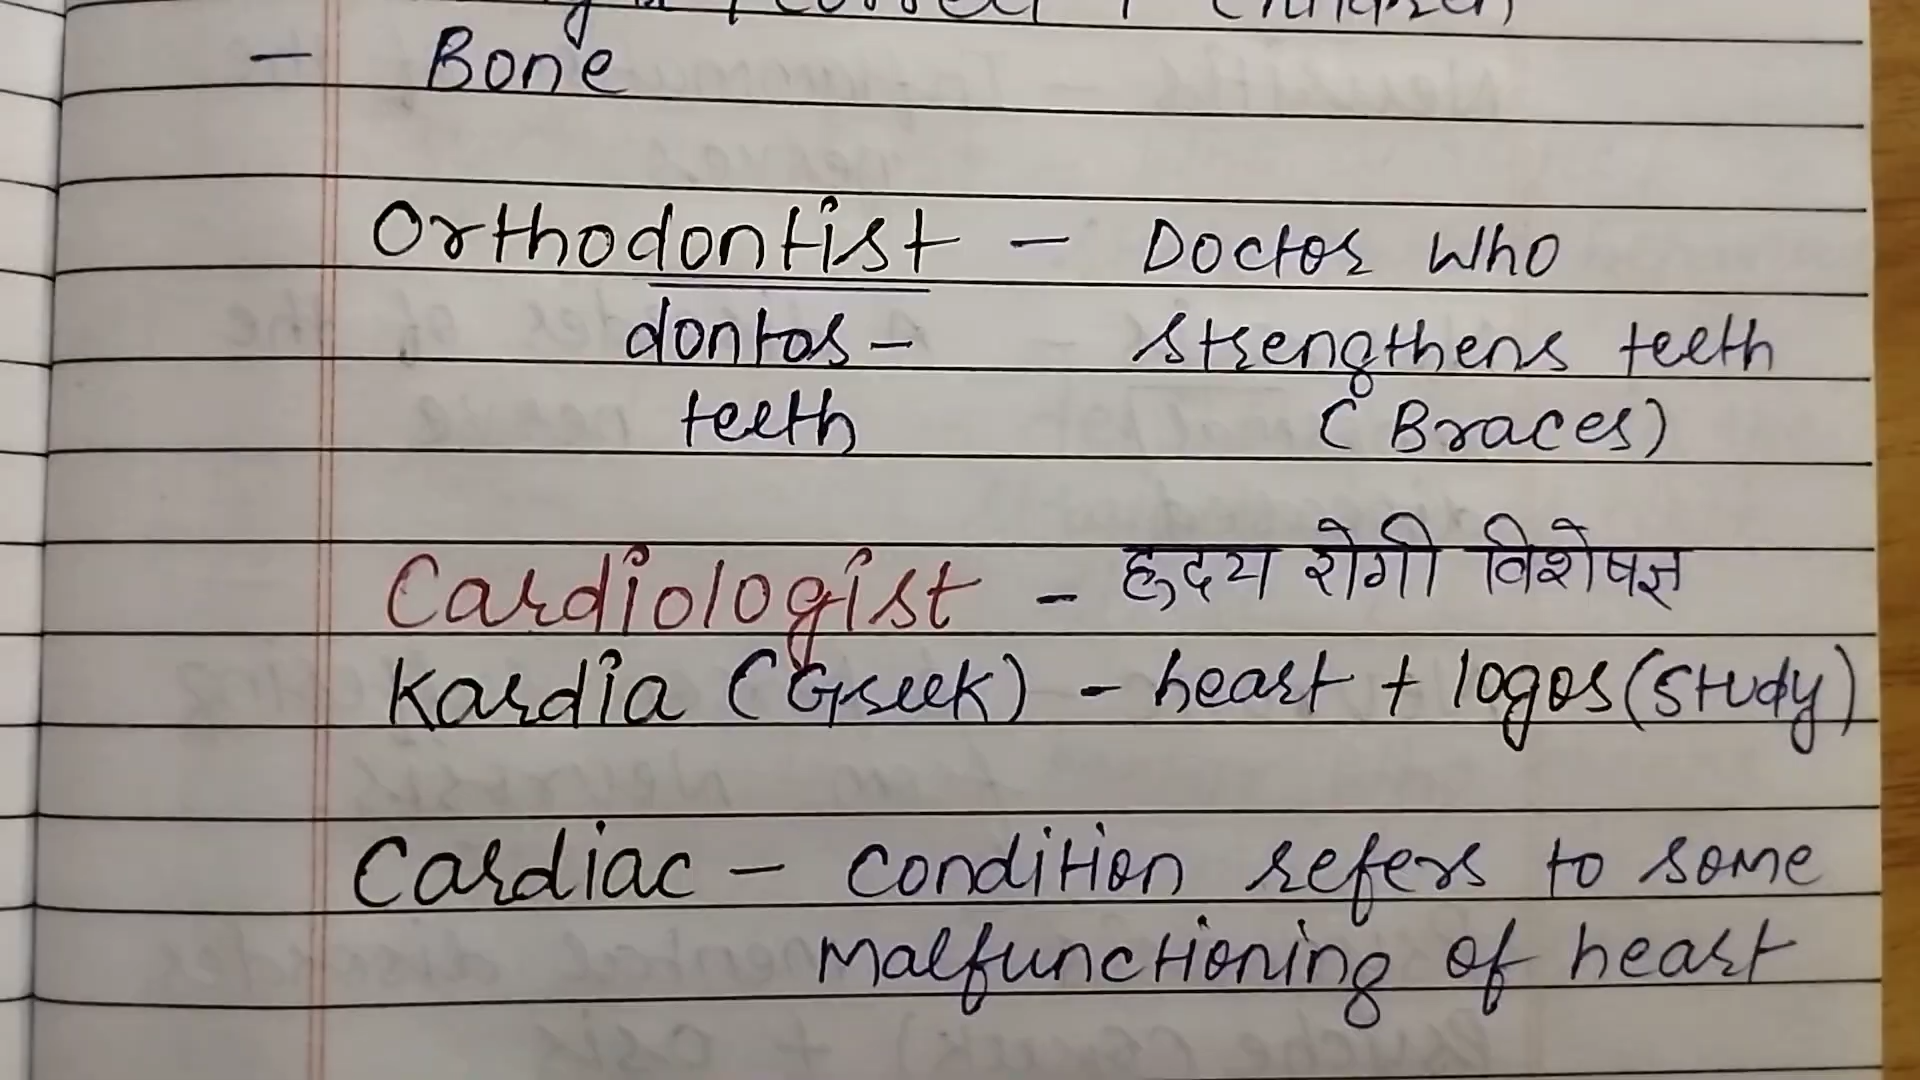 - Bone
Orthodontist - Doctor who
dontos - strengthens teeth
teeth (Braces)
Cardiologist - हृदय रोगी विशेषज्ञ
Kardia (Greek) - heart + logos (study)
Cardiac - condition refers to some
malfunctioning of heart